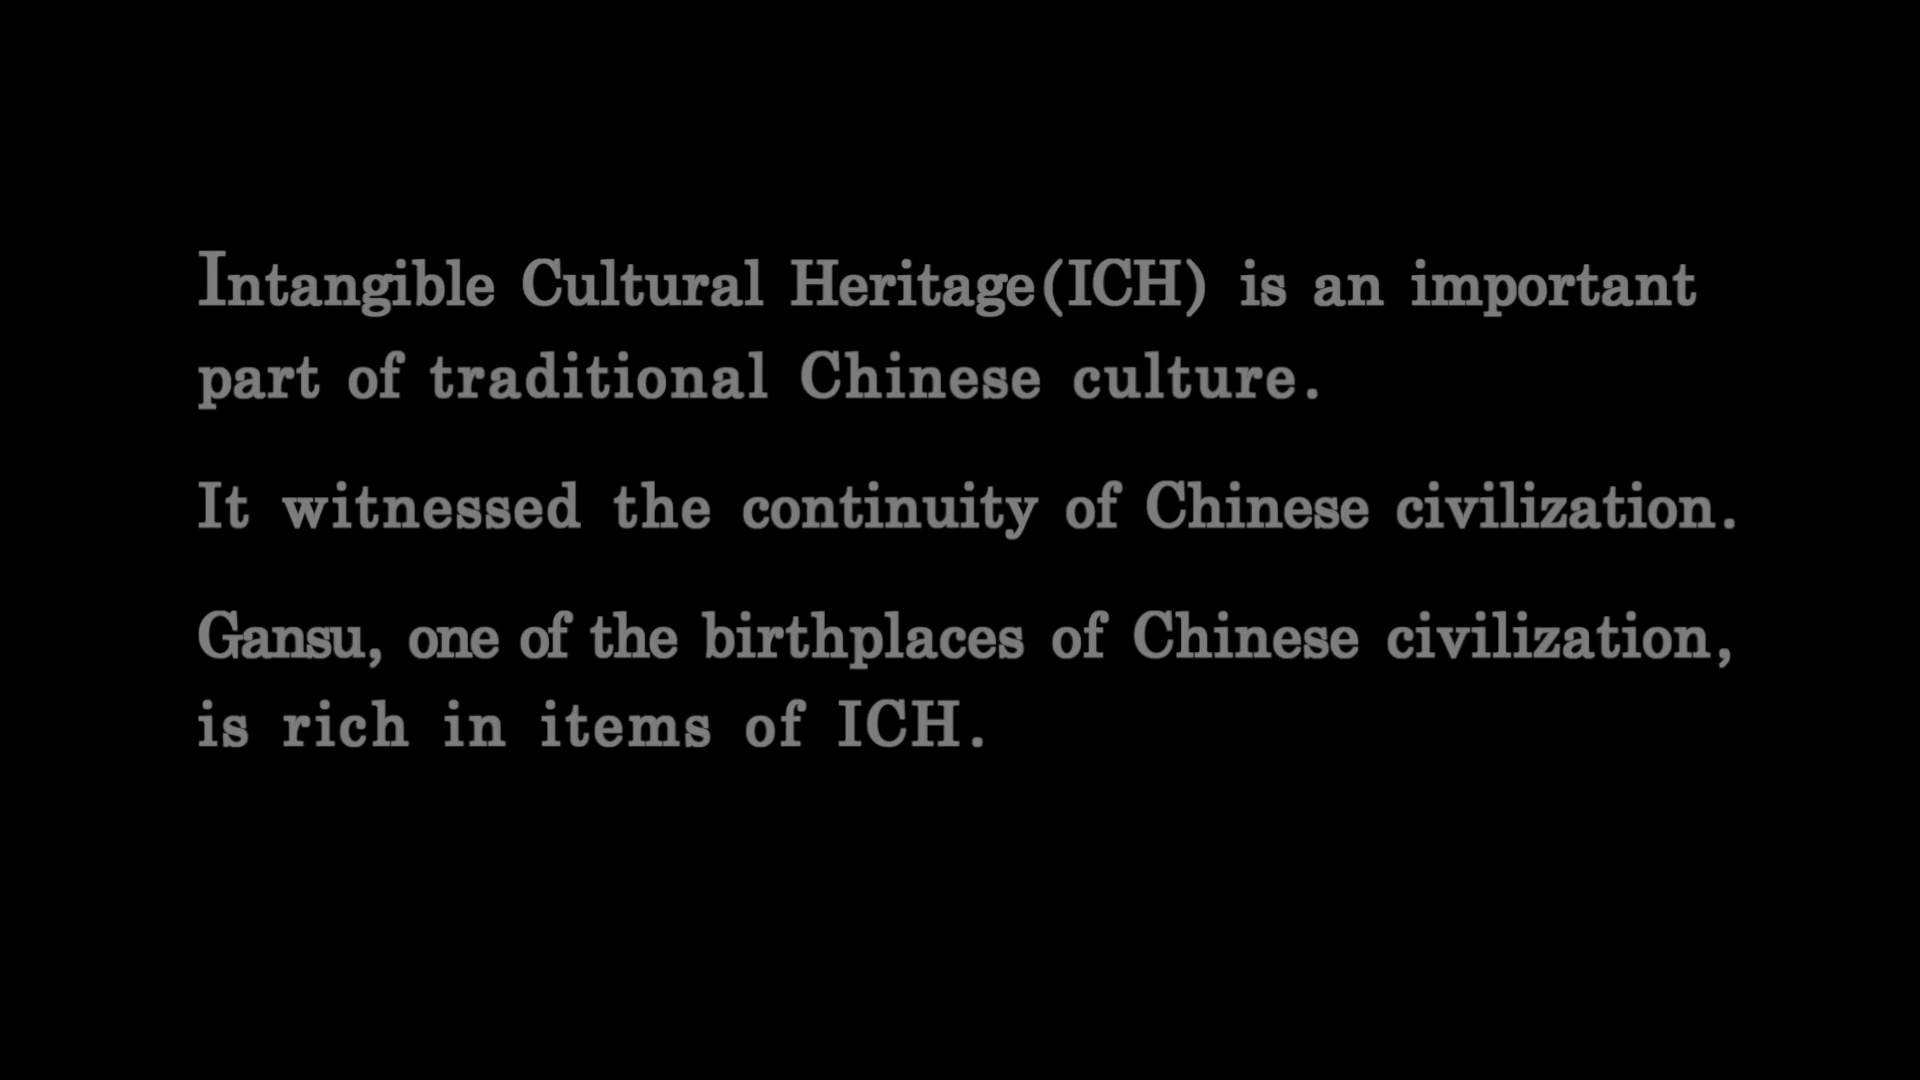 Intangible Cultural Heritage(ICH) is an important
part of traditional Chinese culture.
It witnessed the continuity of Chinese civilization.
Gansu, one of the birthplaces of Chinese civilization,
is rich in items of ICH.